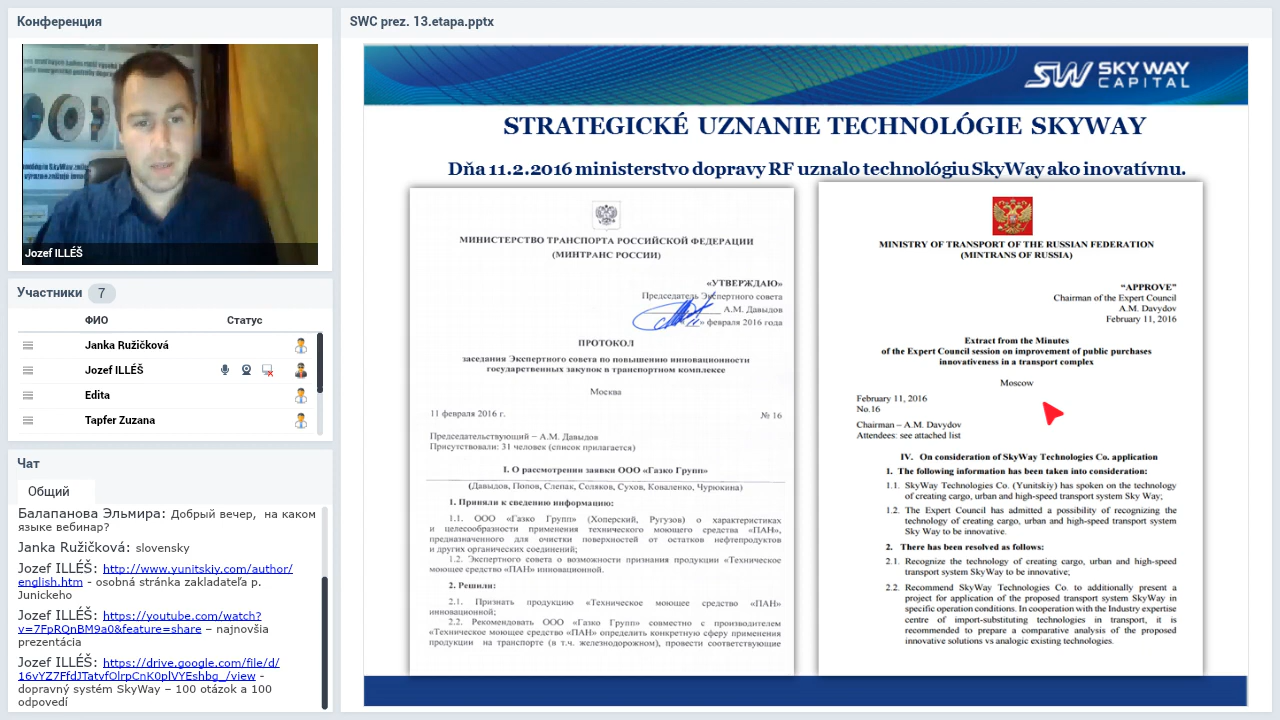 Конференция
Jozef ILLÉŠ
Участники 7
ФИО Статус
Janka Ružičková
Jozef ILLÉŠ
Edita
Tapfer Zuzana
Чат
Общий
Балапанова Эльмира: Добрый вечер, на каком
языке вебинар?
Janka Ružičková: slovensky
Jozef ILLÉŠ: http://www.yunitskiy.com/author/
english.htm - osobná stránka zakladateľa p.
Junickeho
Jozef ILLÉŠ: https://youtube.com/watch?
v=7FpRQnBM9a0&feature=share – najnovšia
prezentácia
Jozef ILLÉŠ: https://drive.google.com/file/d/
16vYZ7FfdJTatvfOlrpCnK0plVYEshbg_/view -
dopravný systém SkyWay – 100 otázok a 100
odpovedí
SWC prez. 13.etapa.pptx
SW SKY WAY
CAPITAL
STRATEGICKÉ UZNANIE TECHNOLÓGIE SKYWAY
Dňa 11.2.2016 ministerstvo dopravy RF uznalo technológiu SkyWay ako inovatívnu.
МИНИСТЕРСТВО ТРАНСПОРТА РОССИЙСКОЙ ФЕДЕРАЦИИ
(МИНТРАНС РОССИИ)
«УТВЕРЖДАЮ»
Председатель Экспертного совета
А.М. Давыдов
«11» февраля 2016 года
ПРОТОКОЛ
заседания Экспертного совета по повышению инновационности
государственных закупок в транспортном комплексе
Москва
11 февраля 2016 г. № 16
Председательствующий – А.М. Давыдов
Присутствовали: 31 человек (список прилагается)
I. О рассмотрении заявки ООО «Газко Групп»
(Давыдов, Попов, Слепак, Соляков, Сухов, Коваленко, Чурюкина)
1. Приняли к сведению информацию:
1.1. ООО «Газко Групп» (Хоперский, Ругузов) о характеристиках
и целесообразности применения технического моющего средства «ПАН»,
предназначенного для очистки поверхностей от остатков нефтепродуктов
и других органических соединений;
1.2. Экспертного совета о возможности признания продукции «Техническое
моющее средство «ПАН» инновационной.
2. Решили:
2.1. Признать продукцию «Техническое моющее средство «ПАН»
инновационной;
2.2. Рекомендовать ООО «Газко Групп» совместно с производителем
«Техническое моющее средство «ПАН» определить конкретную сферу применения
продукции на транспорте (в т.ч. железнодорожном), провести соответствующие
MINISTRY OF TRANSPORT OF THE RUSSIAN FEDERATION
(MINTRANS OF RUSSIA)
“APPROVE”
Chairman of the Expert Council
A.M. Davydov
February 11, 2016
Extract from the Minutes
of the Expert Council session on improvement of public purchases
innovativeness in a transport complex
Moscow
February 11, 2016
No.16
Chairman – A.M. Davydov
Attendees: see attached list
IV. On consideration of SkyWay Technologies Co. application
1. The following information has been taken into consideration:
1.1. SkyWay Technologies Co. (Yunitskiy) has spoken on the technology
of creating cargo, urban and high-speed transport system Sky Way;
1.2. The Expert Council has admitted a possibility of recognizing the
technology of creating cargo, urban and high-speed transport system
Sky Way to be innovative.
2. There has been resolved as follows:
2.1. Recognize the technology of creating cargo, urban and high-speed
transport system SkyWay to be innovative;
2.2. Recommend SkyWay Technologies Co. to additionally present a
project for application of the proposed transport system SkyWay in
specific operation conditions. In cooperation with the Industry expertise
centre of import-substituting technologies in transport, it is
recommended to prepare a comparative analysis of the proposed
innovative solutions vs analogic existing technologies.